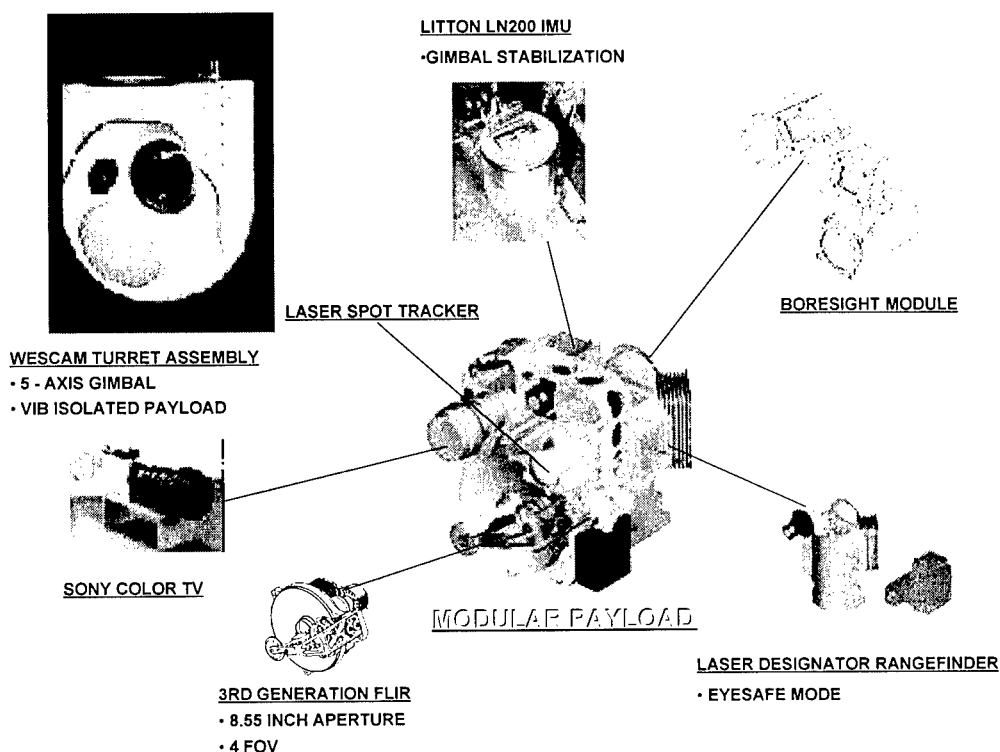 LITTON LN200 IMU
•GIMBAL STABILIZATION
BORESIGHT MODULE
LASER SPOT TRACKER
WESCAM TURRET ASSEMBLY
• 5 - AXIS GIMBAL
• VIB ISOLATED PAYLOAD
SONY COLOR TV
MODULAR PAYLOAD
3RD GENERATION FLIR
• 8.55 INCH APERTURE
• 4 FOV
LASER DESIGNATOR RANGEFINDER
• EYESAFE MODE